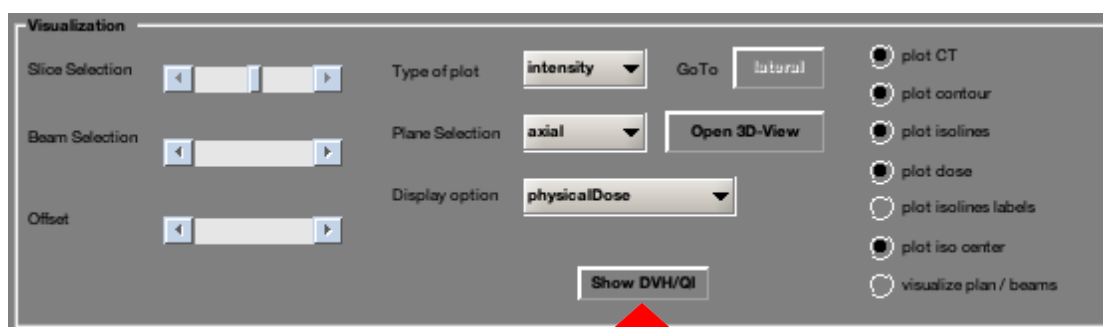 Visualization
Slice Selection
Beam Selection
Offset
Type of plot
intensity
GoTo
lateral
Plane Selection
axial
Open 3D-View
Display option
physicalDose
Show DVH/QI
plot CT
plot contour
plot isolines
plot dose
plot isolines labels
plot iso center
visualize plan / beams